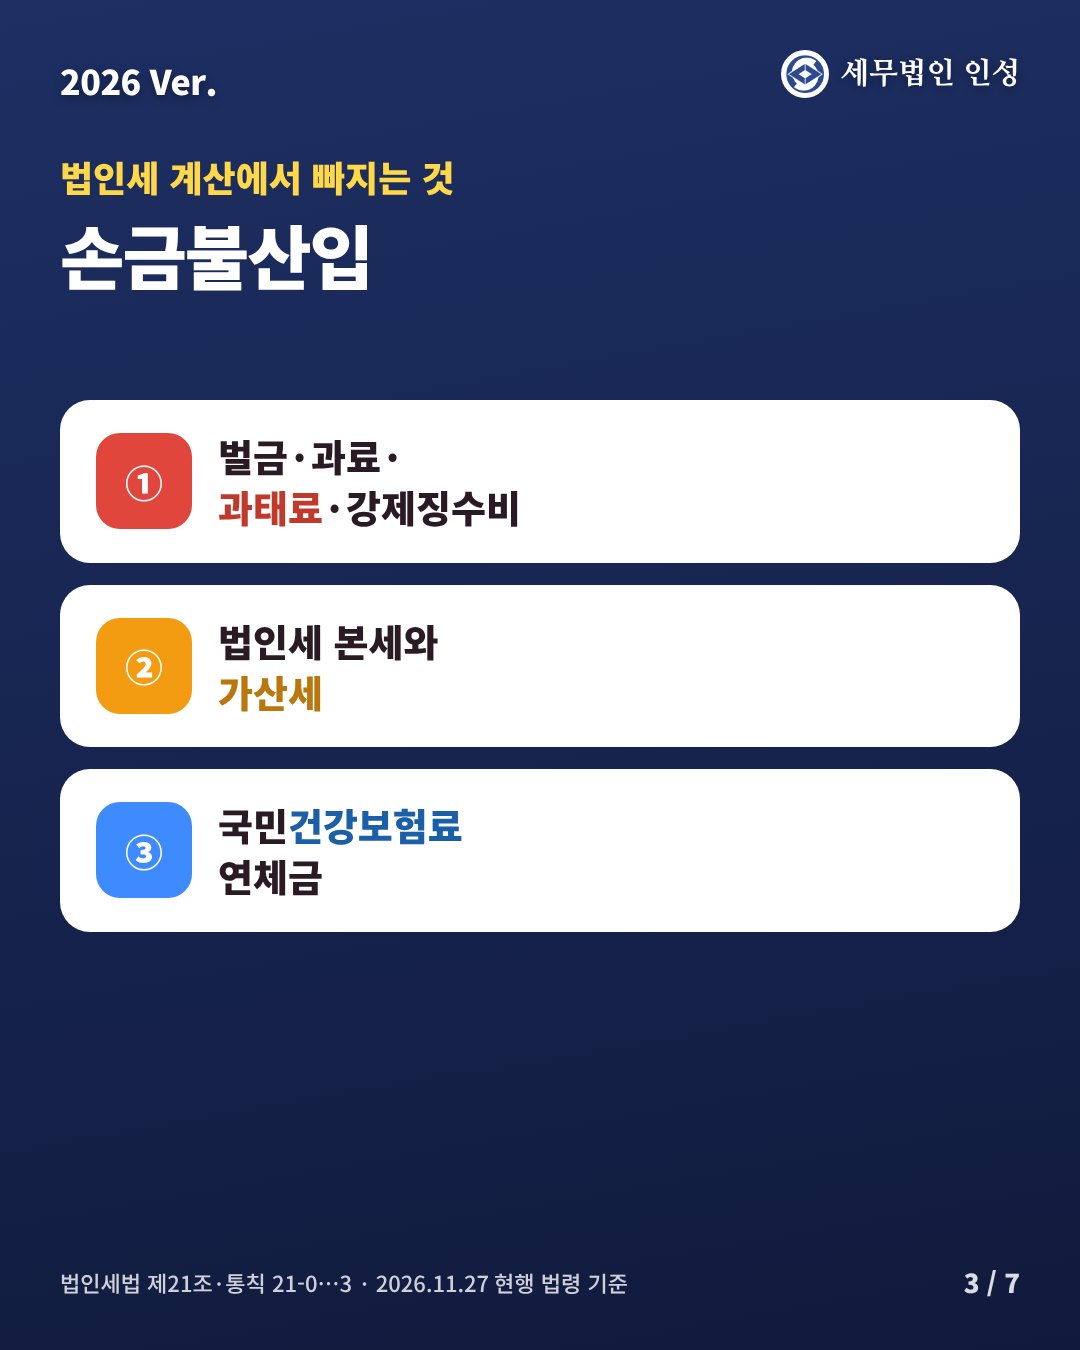 2026 Ver.
세무법인 인성
법인세 계산에서 빠지는 것
손금불산입
① 벌금·과료·
과태료·강제징수비
② 법인세 본세와
가산세
③ 국민건강보험료
연체금
법인세법 제21조·통칙 21-0…3 · 2026.11.27 현행 법령 기준
3 / 7